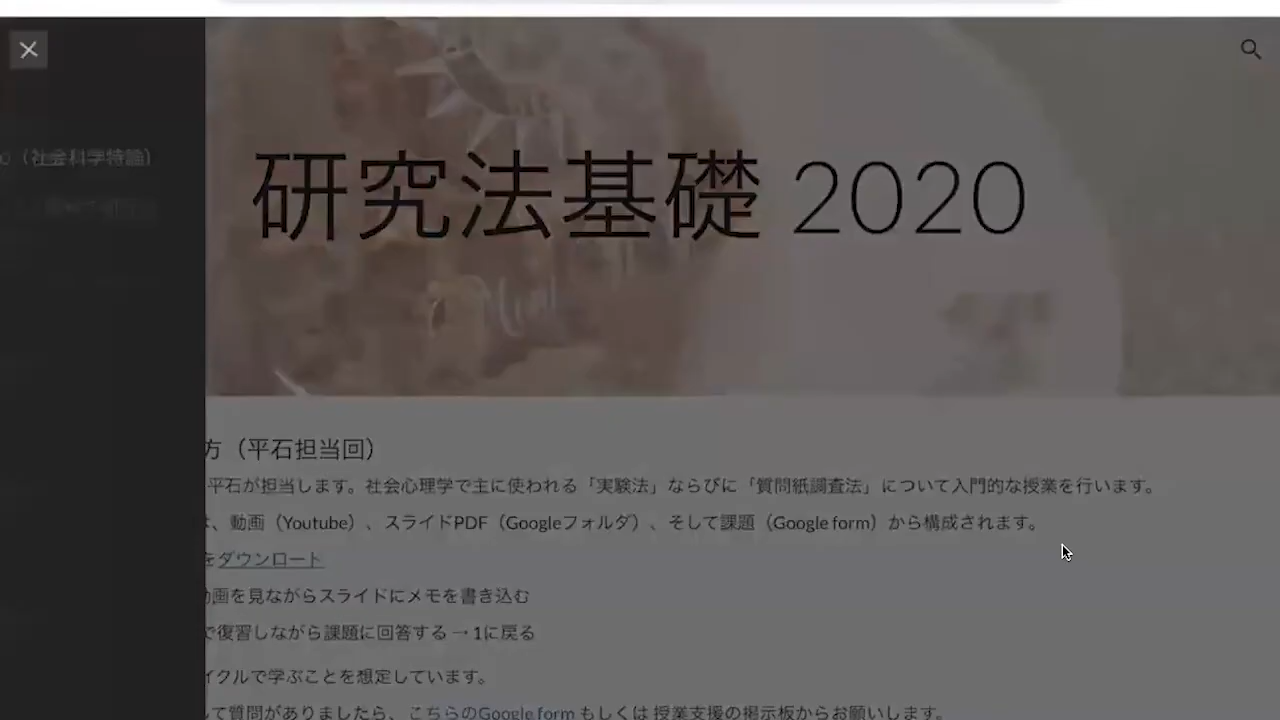 （社会科学特論）
研究法基礎 2020
方（平石担当回）
平石が担当します。社会心理学で主に使われる「実験法」ならびに「質問紙調査法」について入門的な授業を行います。
は、動画（Youtube）、スライドPDF（Googleフォルダ）、そして課題（Google form）から構成されます。
をダウンロード
動画を見ながらスライドにメモを書き込む
で復習しながら課題に回答する → 1に戻る
イクルで学ぶことを想定しています。
して質問がありましたら、こちらのGoogle form もしくは 授業支援の掲示板からお願いします。